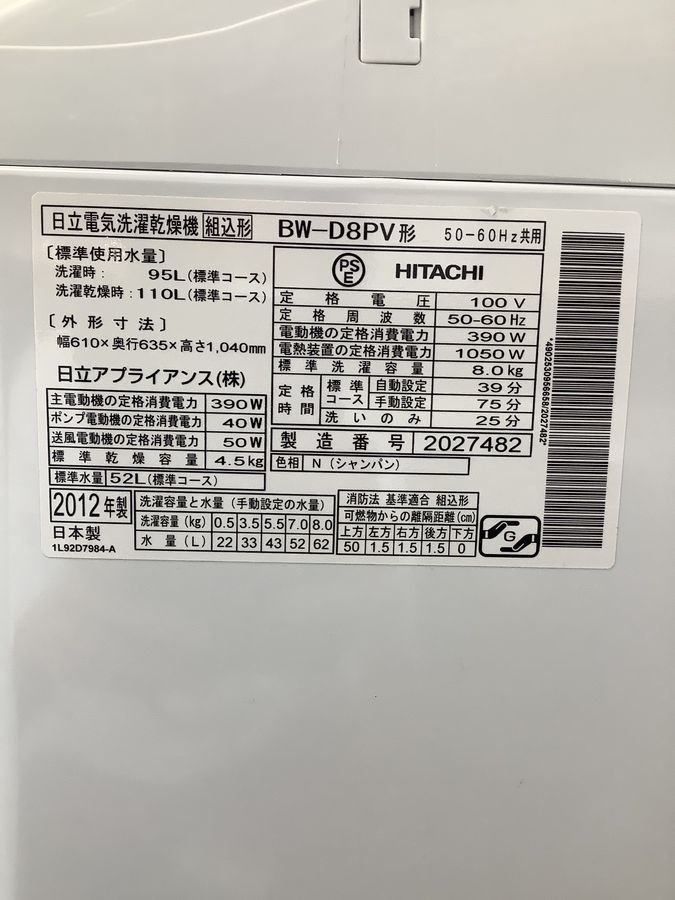 日立電気洗濯乾燥機 組込形 BW-D8PV形 50-60Hz共用
〔標準使用水量〕
洗濯時： 95L(標準コース)
洗濯乾燥時：110L(標準コース)
〔外形寸法〕
幅610×奥行635×高さ1,040mm
日立アプライアンス(株)
主電動機の定格消費電力 390W
ポンプ電動機の定格消費電力 40W
送風電動機の定格消費電力 50W
標準乾燥容量 4.5kg
標準水量 52L(標準コース)
PSE HITACHI
定格電圧 100V
定格周波数 50-60Hz
電動機の定格消費電力 390W
電熱装置の定格消費電力 1050W
標準洗濯容量 8.0kg
定格時間 標準コース 自動設定 39分
手動設定 75分
洗いのみ 25分
製造番号 2027482
色相 N（シャンパン）
2012年製
日本製
1L92D7984-A
洗濯容量と水量（手動設定の水量）
洗濯容量(kg) 0.5 3.5 5.5 7.0 8.0
水量(L) 22 33 43 52 62
消防法 基準適合 組込形
可燃物からの離隔距離(cm)
上方 左方 右方 後方 下方
50 1.5 1.5 1.5 0
G
*4902530956658/2027482*